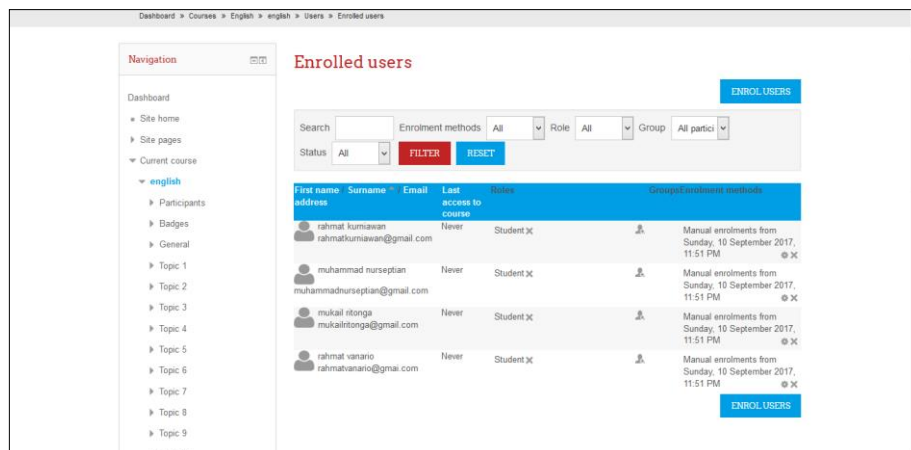 Dashboard » Courses » English » english » Users » Enrolled users
Navigation
Dashboard
Site home
Site pages
Current course
english
Participants
Badges
General
Topic 1
Topic 2
Topic 3
Topic 4
Topic 5
Topic 6
Topic 7
Topic 8
Topic 9
Enrolled users
ENROL USERS
Search Enrolment methods All Role All Group All partici
Status All FILTER RESET
First name / Surname / Email address Last access to course Roles Groups Enrolment methods
rahmat kurniawan Never Student Manual enrolments from
rahmatkurniawan@gmail.com Sunday, 10 September 2017,
11:51 PM
muhammad nurseptian Never Student Manual enrolments from
muhammadnurseptian@gmail.com Sunday, 10 September 2017,
11:51 PM
mukail ritonga Never Student Manual enrolments from
mukailritonga@gmail.com Sunday, 10 September 2017,
11:51 PM
rahmat vanario Never Student Manual enrolments from
rahmatvanario@gmai.com Sunday, 10 September 2017,
11:51 PM
ENROL USERS